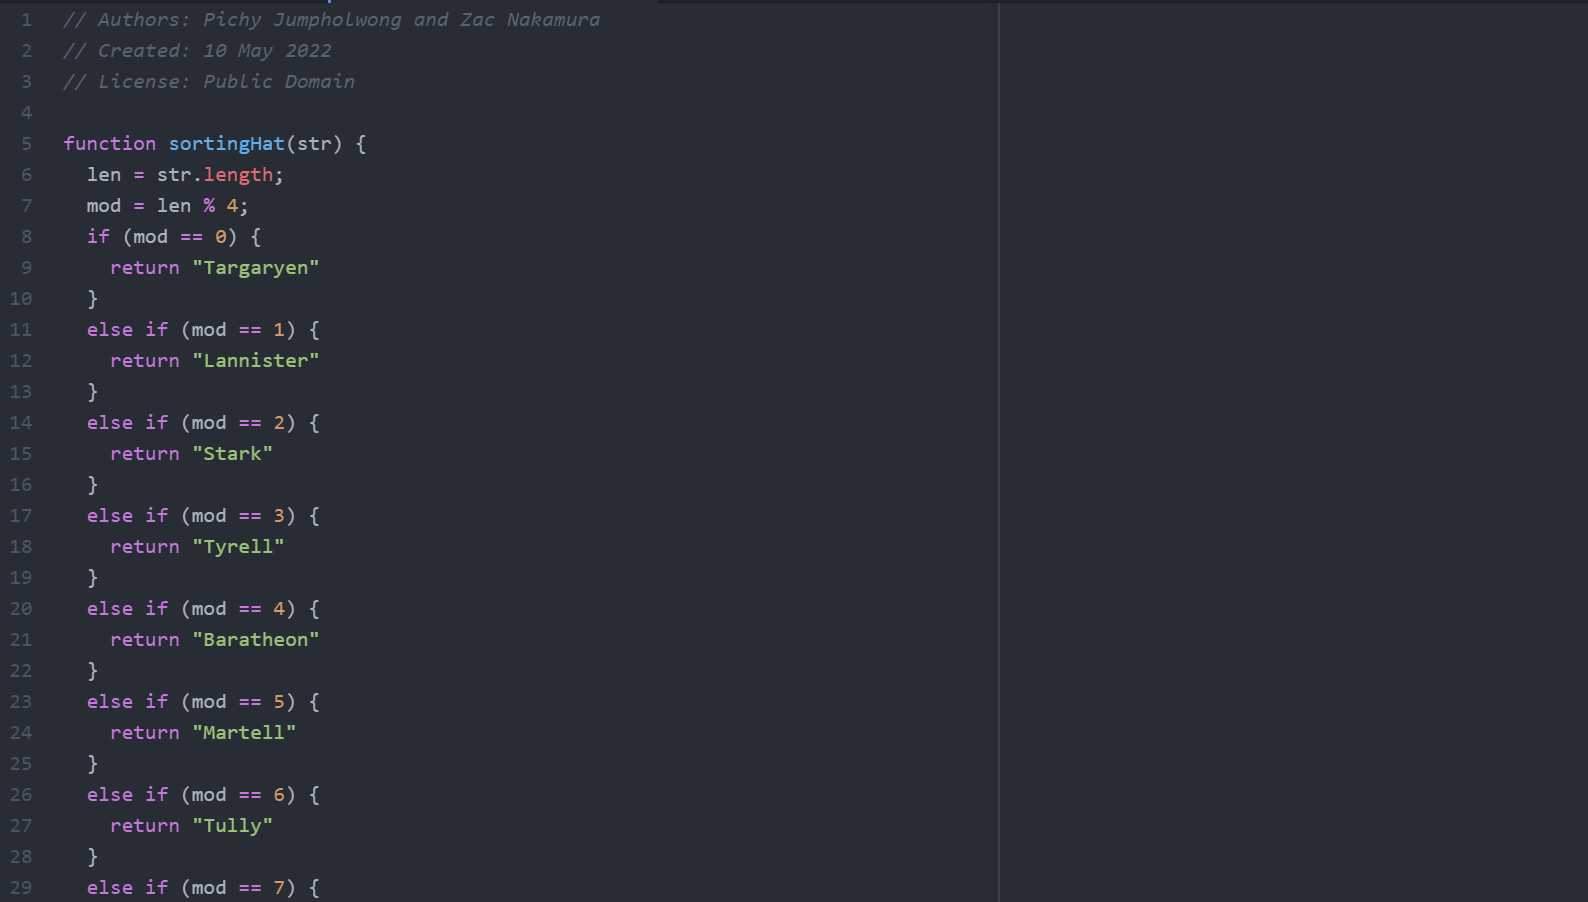 1 // Authors: Pichy Jumpholwong and Zac Nakamura
2 // Created: 10 May 2022
3 // License: Public Domain
4
5 function sortingHat(str) {
6 len = str.length;
7 mod = len % 4;
8 if (mod == 0) {
9 return "Targaryen"
10 }
11 else if (mod == 1) {
12 return "Lannister"
13 }
14 else if (mod == 2) {
15 return "Stark"
16 }
17 else if (mod == 3) {
18 return "Tyrell"
19 }
20 else if (mod == 4) {
21 return "Baratheon"
22 }
23 else if (mod == 5) {
24 return "Martell"
25 }
26 else if (mod == 6) {
27 return "Tully"
28 }
29 else if (mod == 7) {